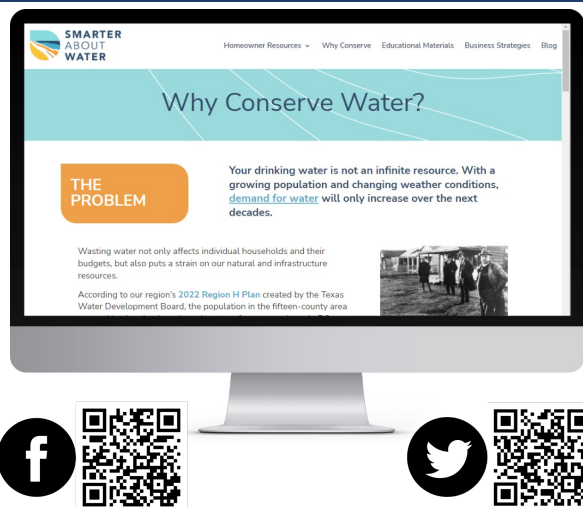 SMARTER
ABOUT
WATER
Homeowner Resources Why Conserve Educational Materials Business Strategies Blog
Why Conserve Water?
THE
PROBLEM
Your drinking water is not an infinite resource. With a
growing population and changing weather conditions,
demand for water will only increase over the next
decades.
Wasting water not only affects individual households and their
budgets, but also puts a strain on our natural and infrastructure
resources.
According to our region's 2022 Region H Plan created by the Texas
Water Development Board, the population in the fifteen-county area